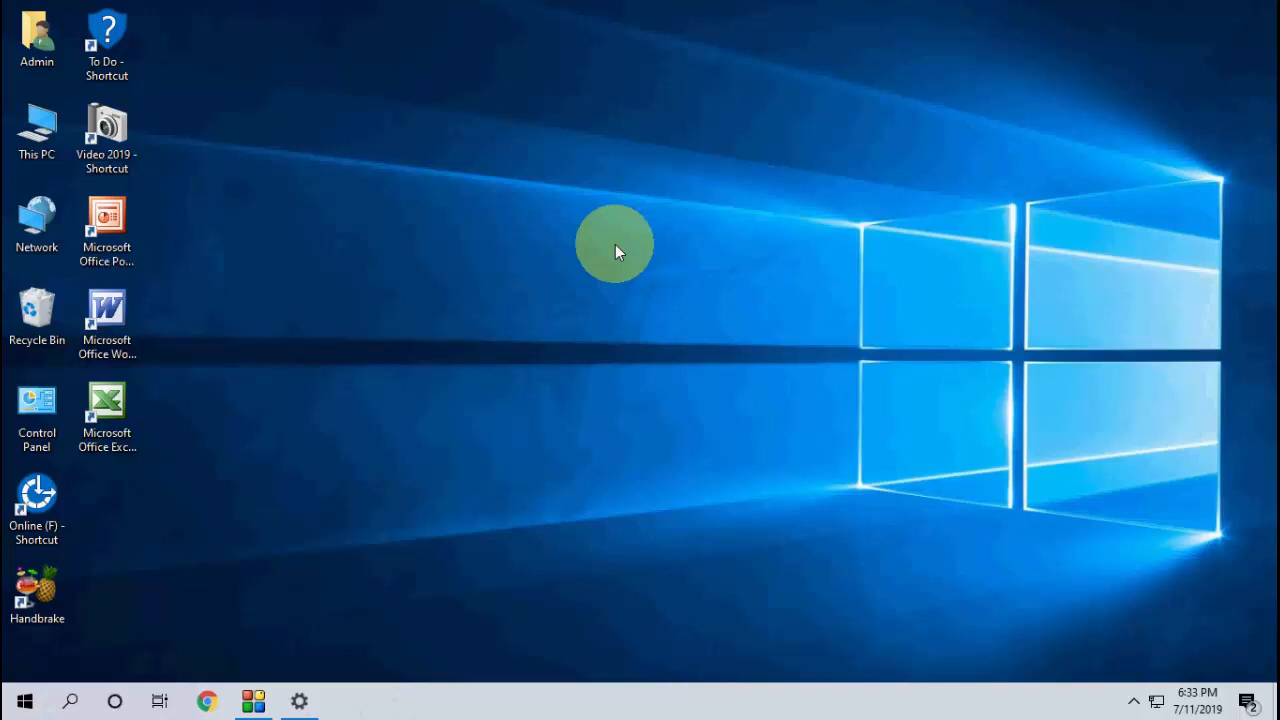 Admin
To Do -
Shortcut
This PC
Video 2019 -
Shortcut
Network
Microsoft
Office Po...
Recycle Bin
Microsoft
Office Wo...
Control
Panel
Microsoft
Office Exc...
Online (F) -
Shortcut
Handbrake
6:33 PM
7/11/2019
2